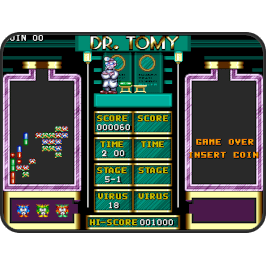 JIN 00
DR. TOMY
SCORE
000060
SCORE
TIME
2 00
TIME
STAGE
5-1
STAGE
VIRUS
18
VIRUS
HI-SCORE 001000
GAME OVER
INSERT COIN